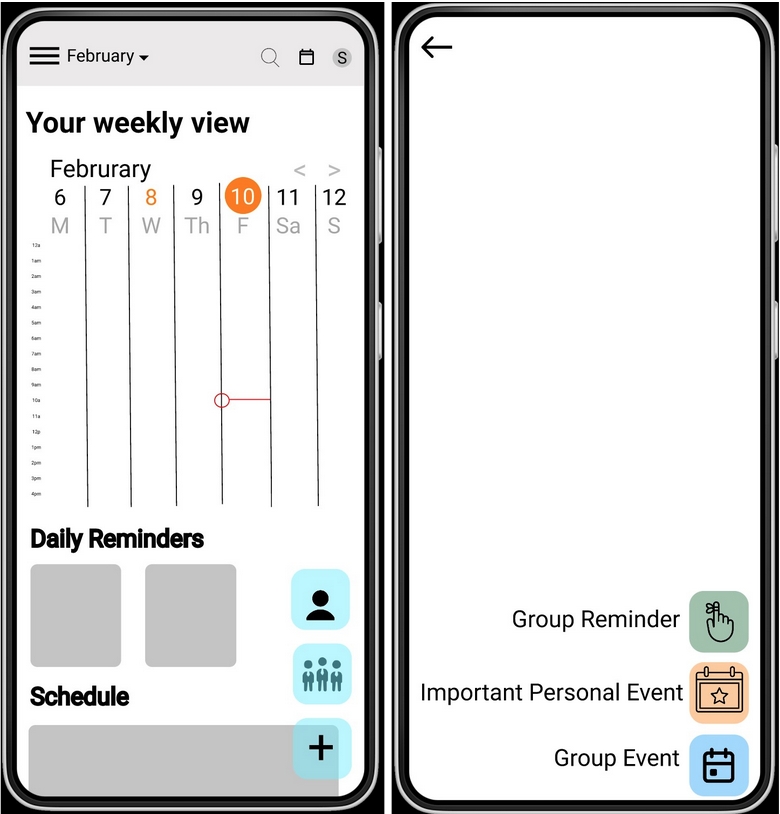 February
S
Your weekly view
Februrary < >
6 7 8 9 10 11 12
M T W Th F Sa S
12a
1am
2am
3am
4am
5am
6am
7am
8am
9am
10a
11a
12p
1pm
2pm
3pm
4pm
Daily Reminders
Schedule
+
Group Reminder
Important Personal Event
Group Event